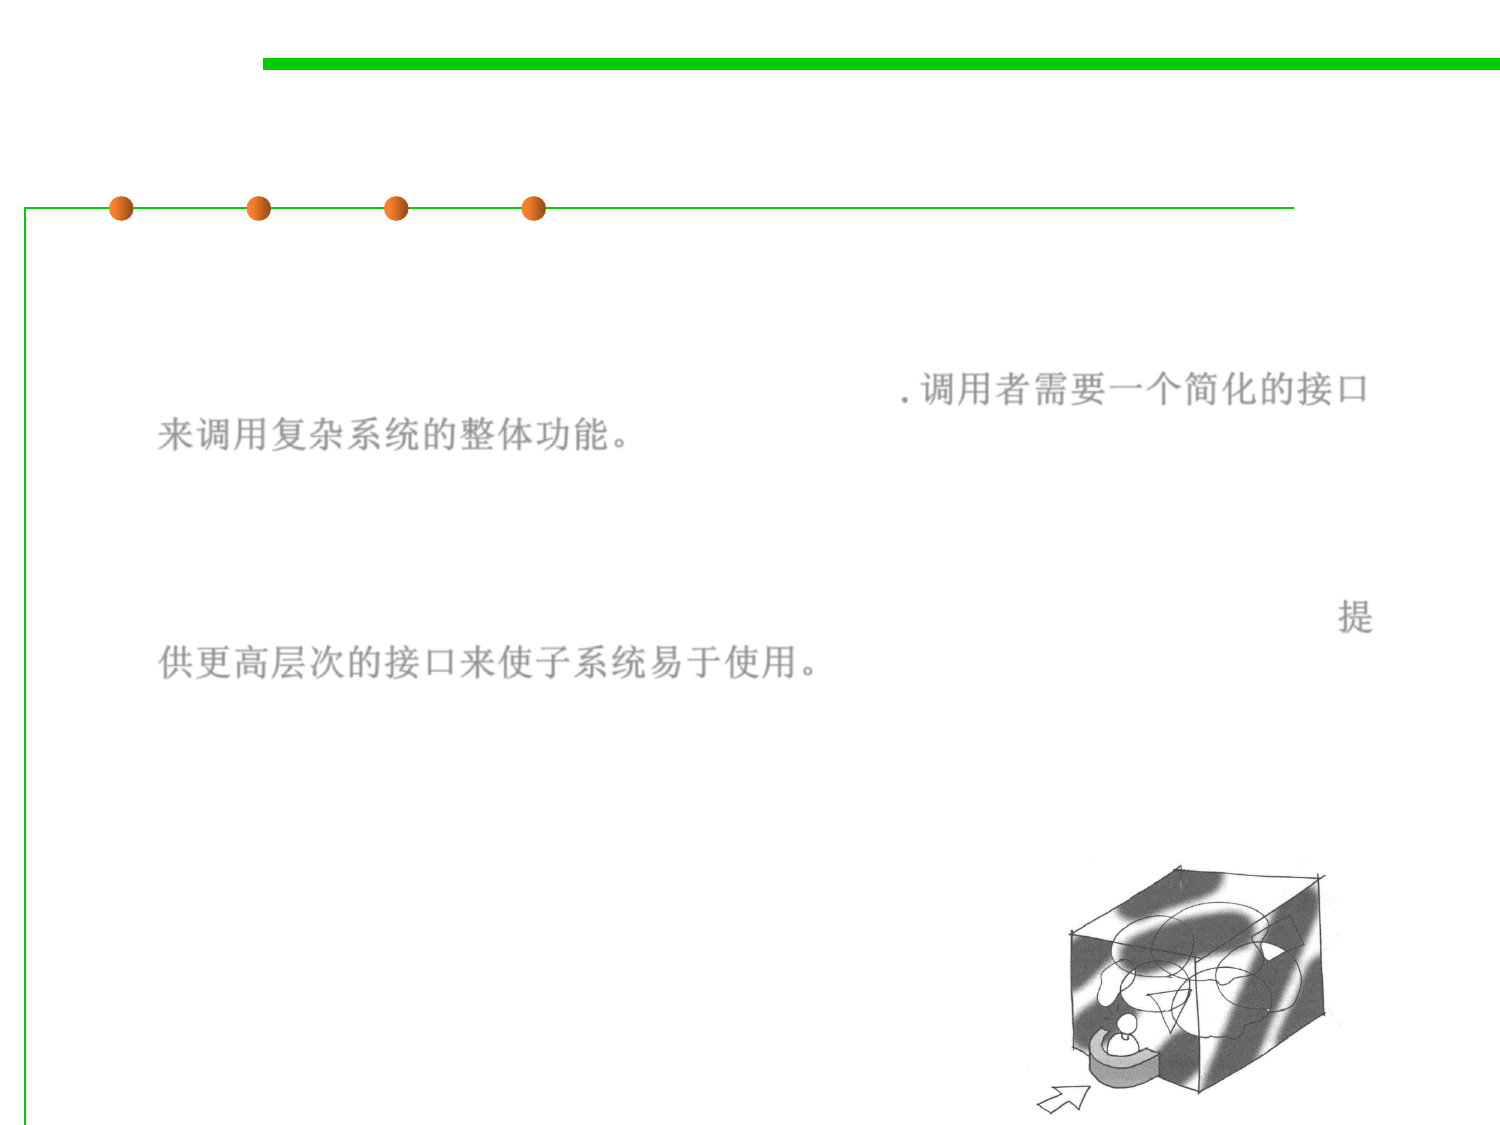 .调用者需要一个简化的接口
来调用复杂系统的整体功能。
提
供更高层次的接口来使子系统易于使用。